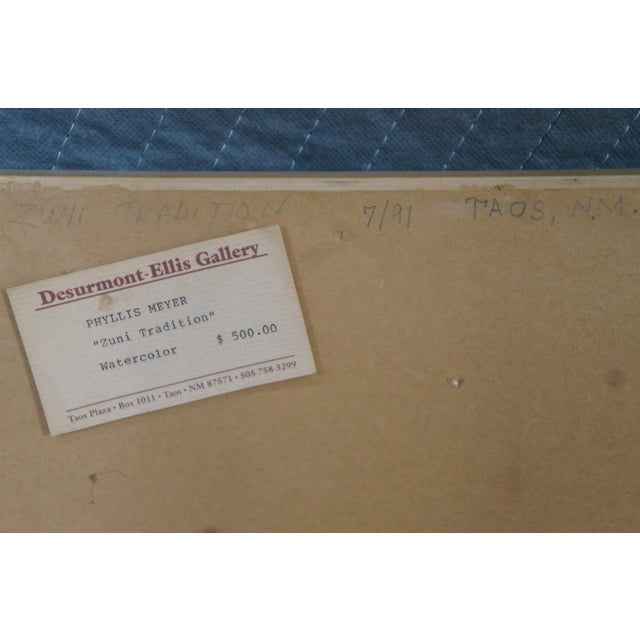 ZUNI TRADITION 7/91 TAOS, N.M.
Desurmont-Ellis Gallery
PHYLLIS MEYER
"Zuni Tradition"
Watercolor $ 500.00
Taos Plaza • Box 1011 • Taos • NM 87571 • 505-758-3299